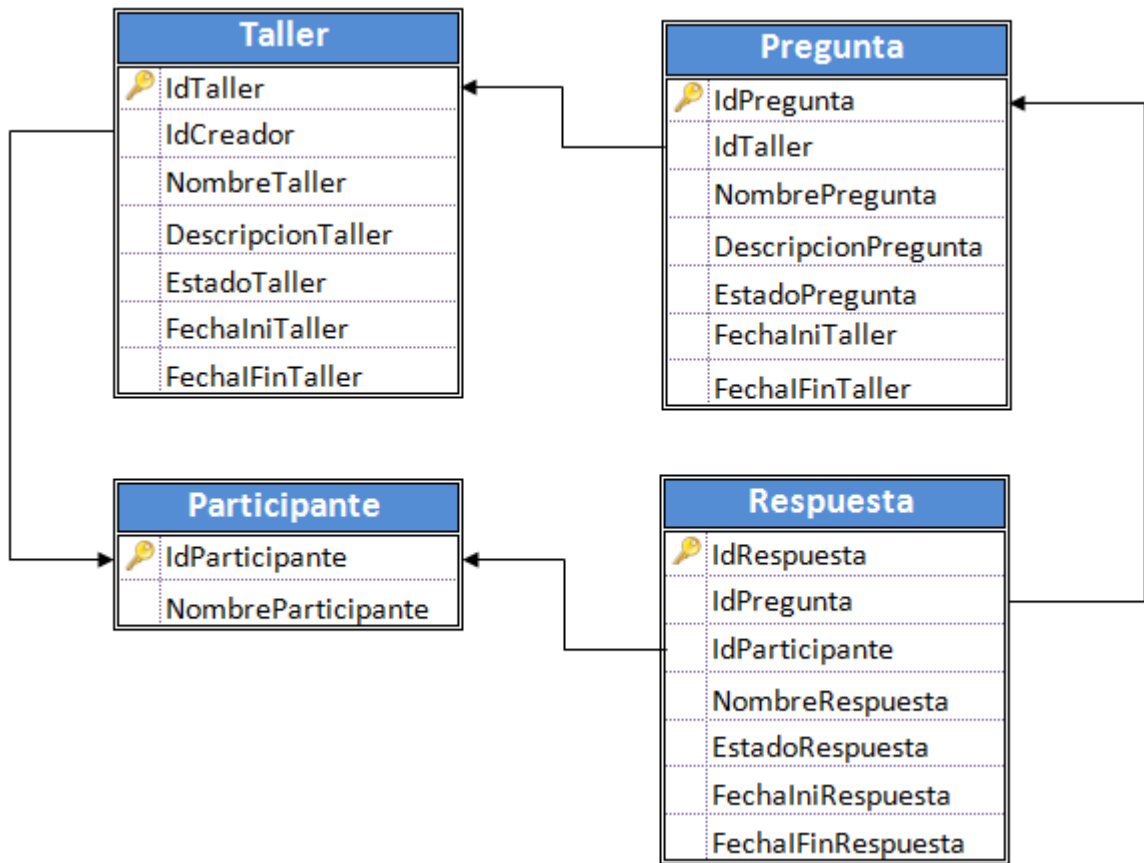 Taller
IdTaller
IdCreador
NombreTaller
DescripcionTaller
EstadoTaller
FechaIniTaller
FechaIFinTaller
Pregunta
IdPregunta
IdTaller
NombrePregunta
DescripcionPregunta
EstadoPregunta
FechaIniTaller
FechaIFinTaller
Participante
IdParticipante
NombreParticipante
Respuesta
IdRespuesta
IdPregunta
IdParticipante
NombreRespuesta
EstadoRespuesta
FechaIniRespuesta
FechaIFinRespuesta